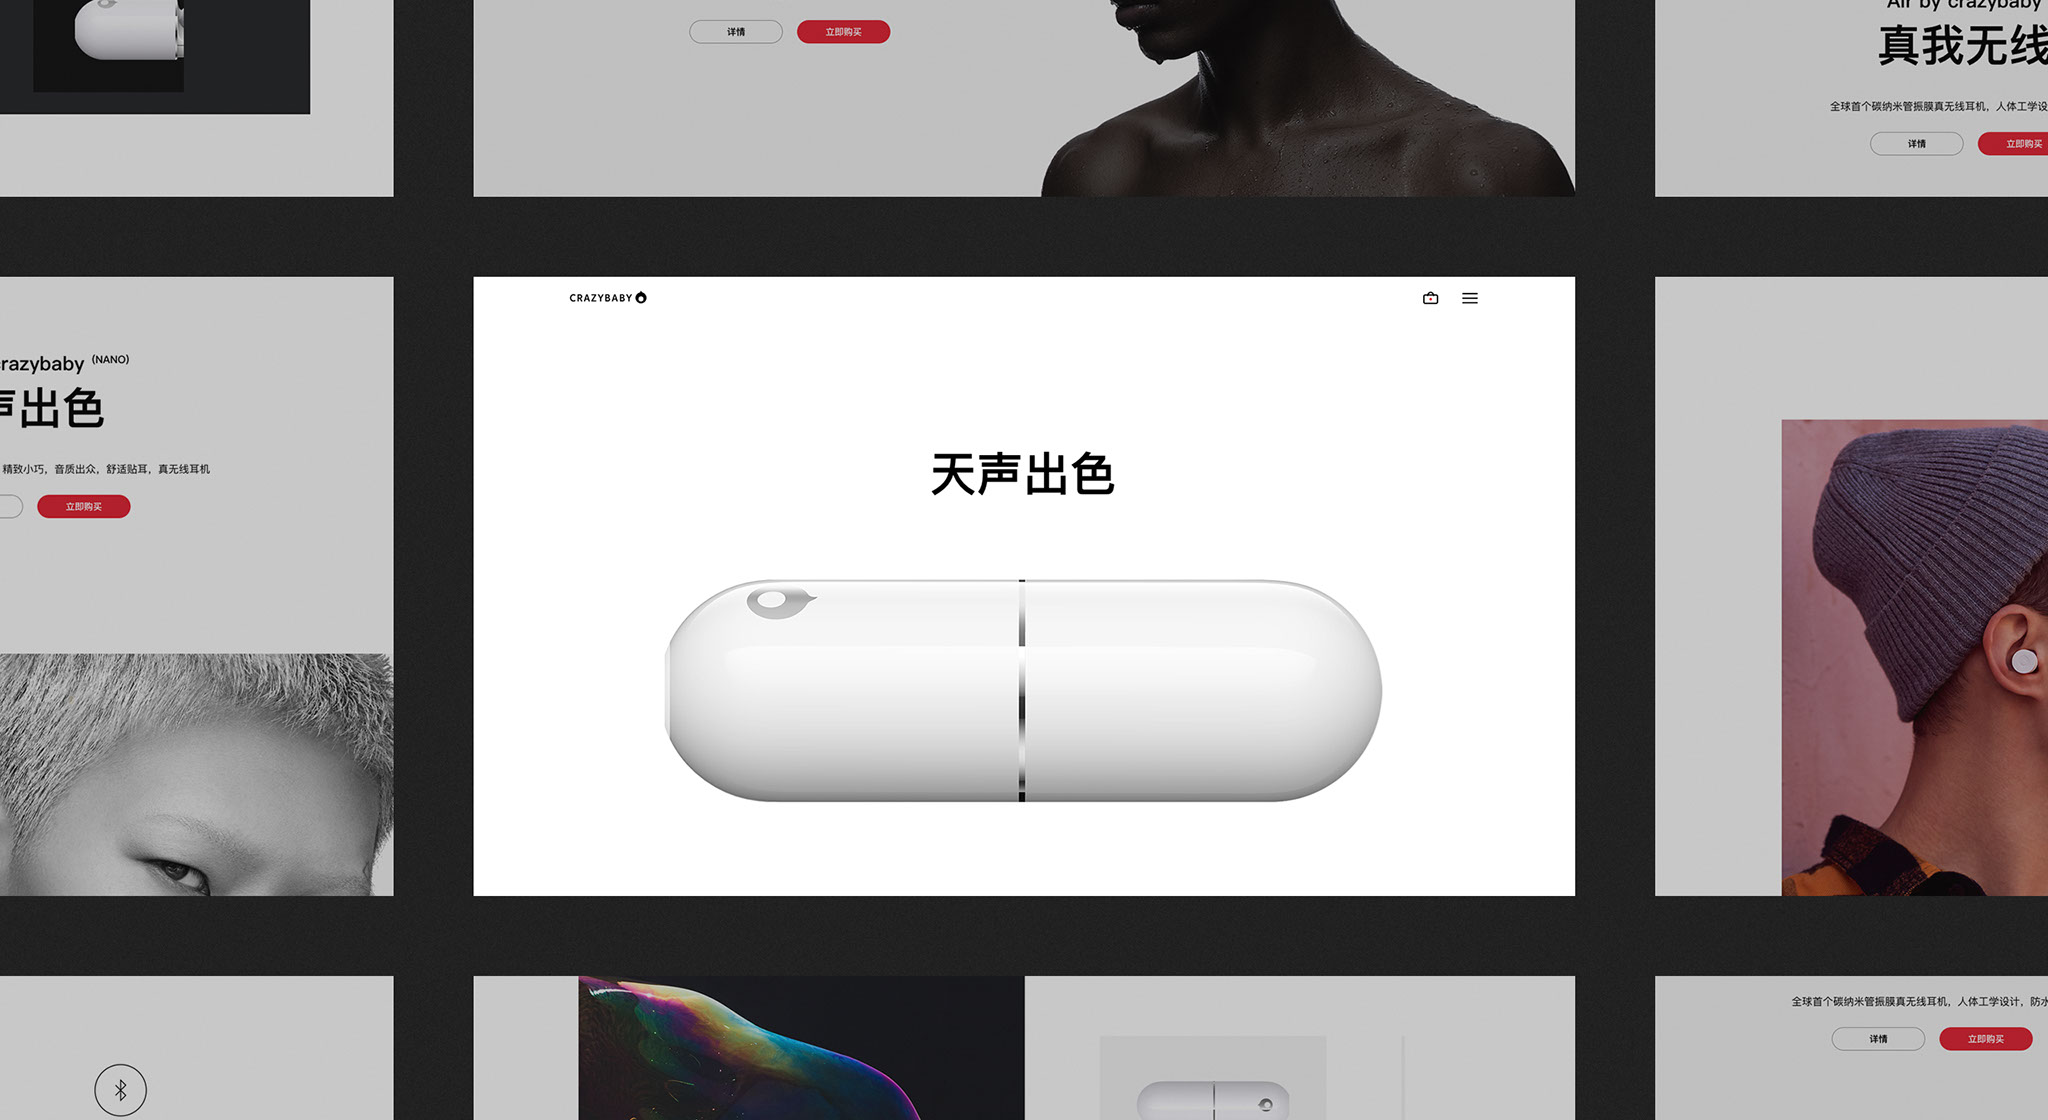 详情
立即购买
Air by crazybaby
真我无线
全球首个碳纳米管振膜真无线耳机，人体工学设
详情
立即购买
razybaby (NANO)
声出色
精致小巧，音质出众，舒适贴耳，真无线耳机
立即购买
CRAZYBABY
天声出色
全球首个碳纳米管振膜真无线耳机，人体工学设计，防水
详情
立即购买